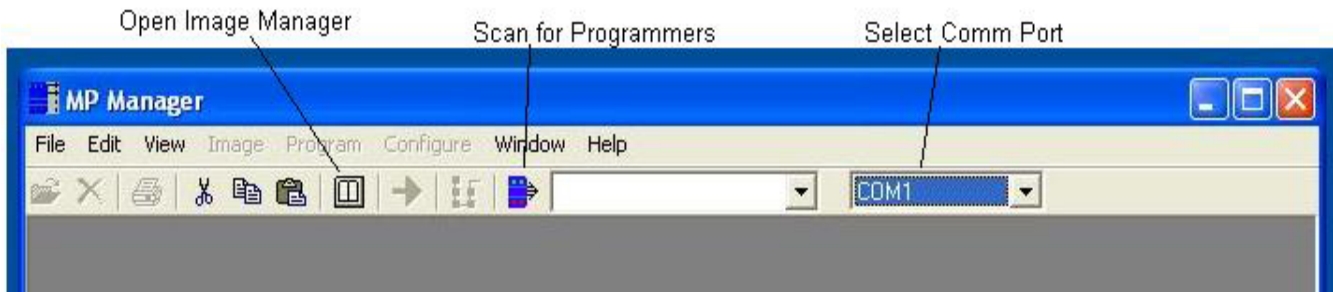 Open Image Manager
Scan for Programmers
Select Comm Port
MP Manager
File Edit View Image Program Configure Window Help
COM1